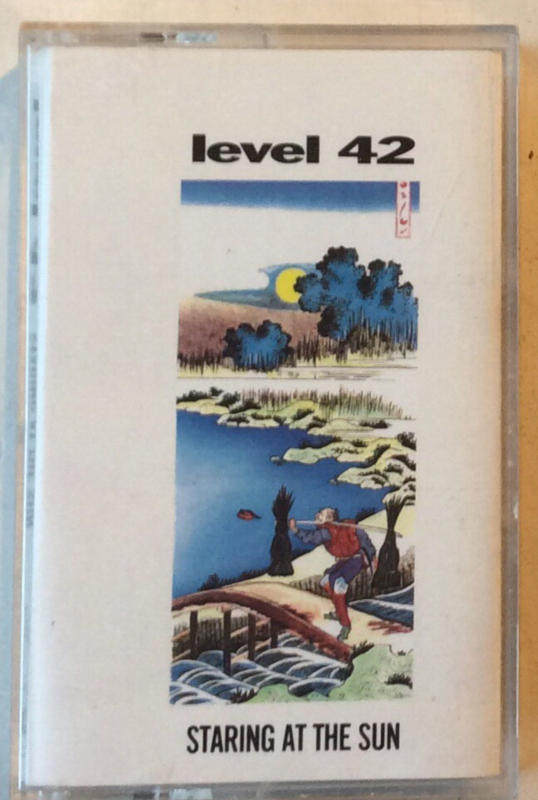 level 42
STARING AT THE SUN